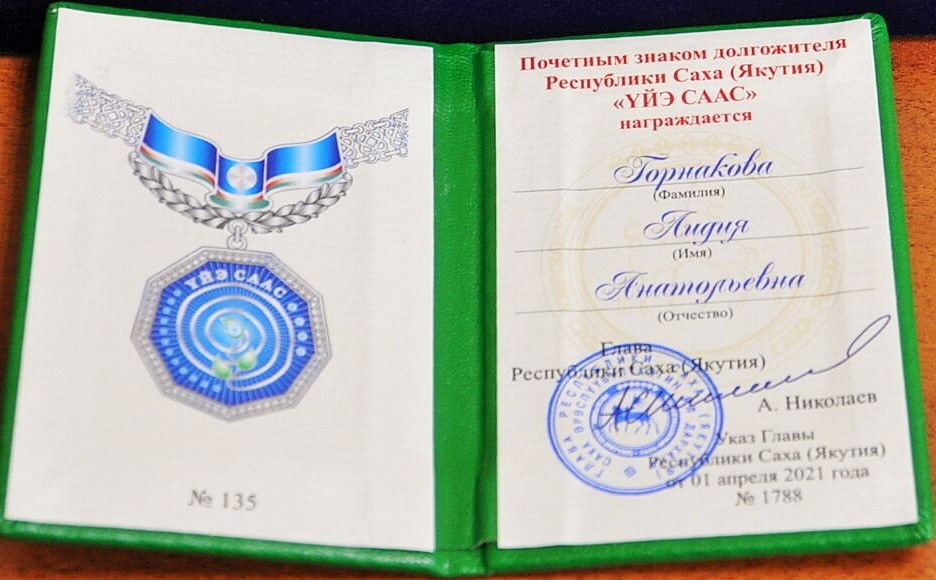 ҮЙЭ СААС
№ 135
Почетным знаком долгожителя
Республики Саха (Якутия)
«ҮЙЭ СААС»
награждается
Горнакова
(Фамилия)
Лидия
(Имя)
Анатольевна
(Отчество)
Глава
Республики Саха (Якутия)
А. Николаев
Указ Главы
Республики Саха (Якутия)
от 01 апреля 2021 года
№ 1788